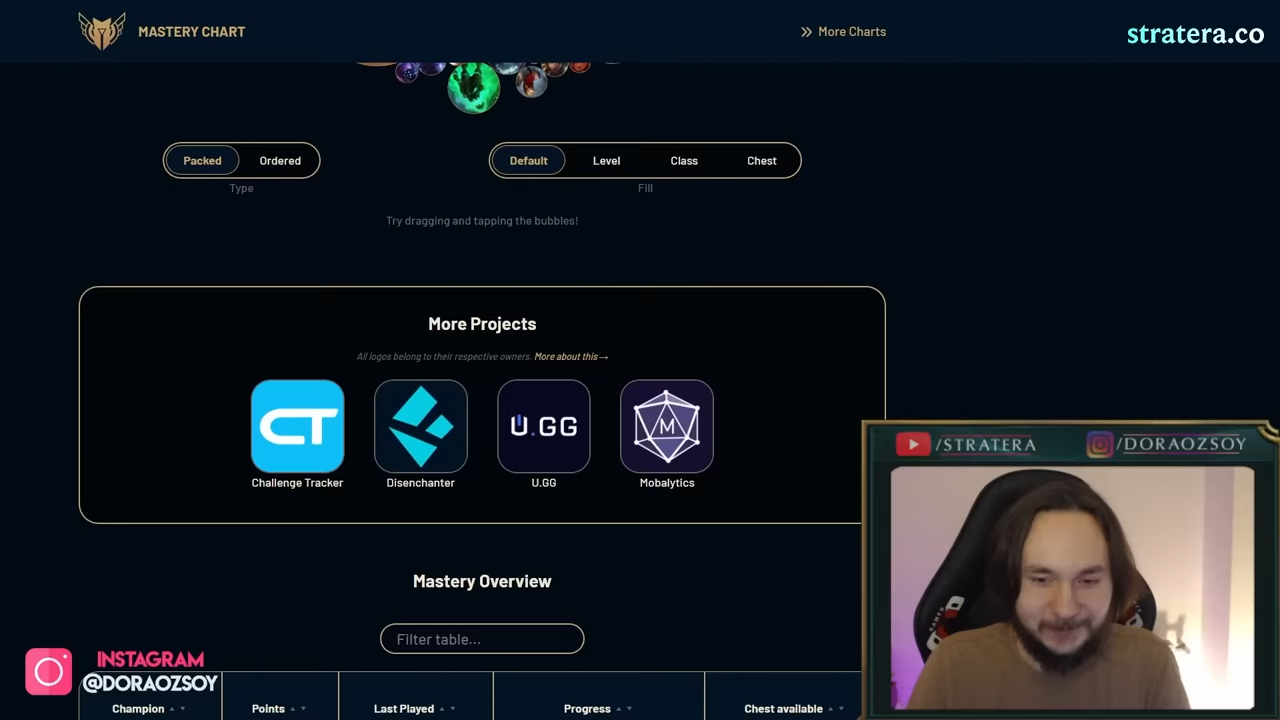 MASTERY CHART
More Charts
stratera.co
Packed
Ordered
Type
Default
Level
Class
Chest
Fill
Try dragging and tapping the bubbles!
More Projects
All logos belong to their respective owners. More about this→
CT
U.GG
M
Challenge Tracker
Disenchanter
U.GG
Mobalytics
/STRATERA
/DORAOZSOY
Mastery Overview
Filter table...
INSTAGRAM
@DORAOZSOY
Champion
Points
Last Played
Progress
Chest available